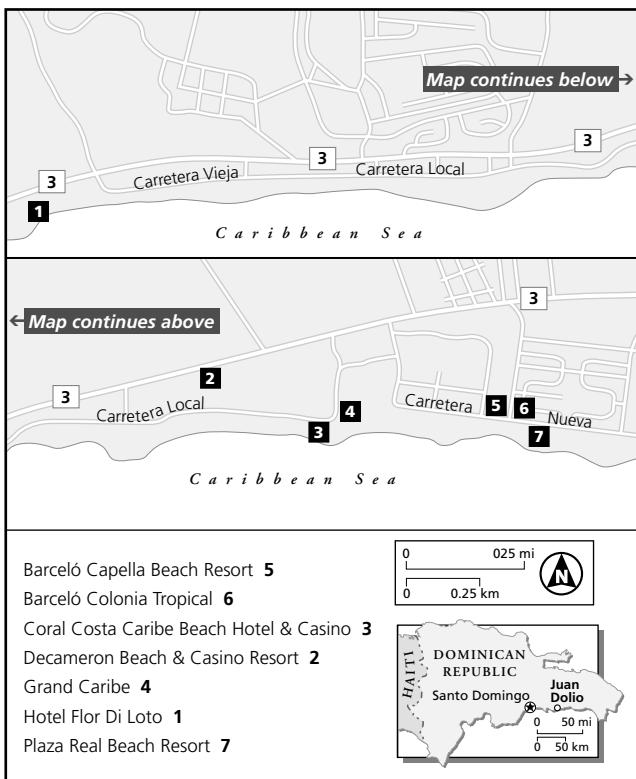 Map continues below →
3
3
3
Carretera Vieja
Carretera Local
1
Caribbean Sea
3
← Map continues above
2
3
Carretera Local
4
3
Carretera
5
6
Nueva
7
Caribbean Sea
Barceló Capella Beach Resort 5
Barceló Colonia Tropical 6
Coral Costa Caribe Beach Hotel & Casino 3
Decameron Beach & Casino Resort 2
Grand Caribe 4
Hotel Flor Di Loto 1
Plaza Real Beach Resort 7
0 025 mi
0 0.25 km
N
HAITI
DOMINICAN
REPUBLIC
Santo Domingo
Juan
Dolio
0 50 mi
0 50 km